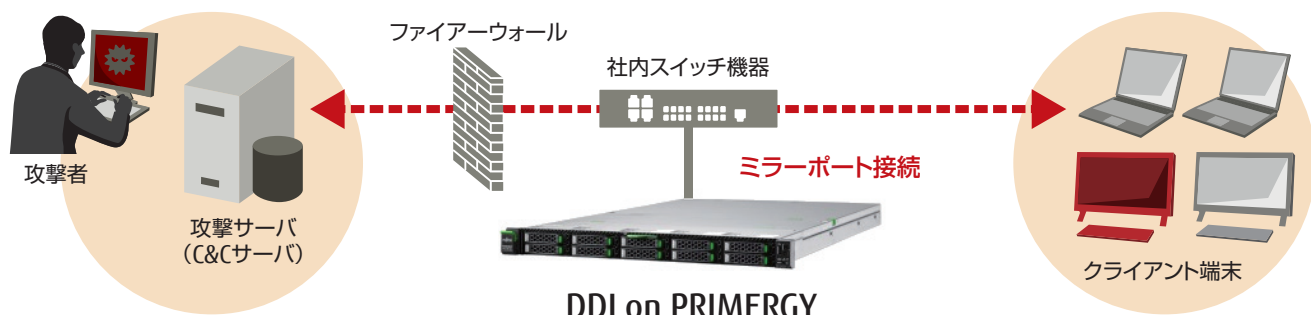 ファイアーウォール
社内スイッチ機器
ミラーポート接続
攻撃者
攻撃サーバ
（C&Cサーバ）
クライアント端末
DDI on PRIMERGY